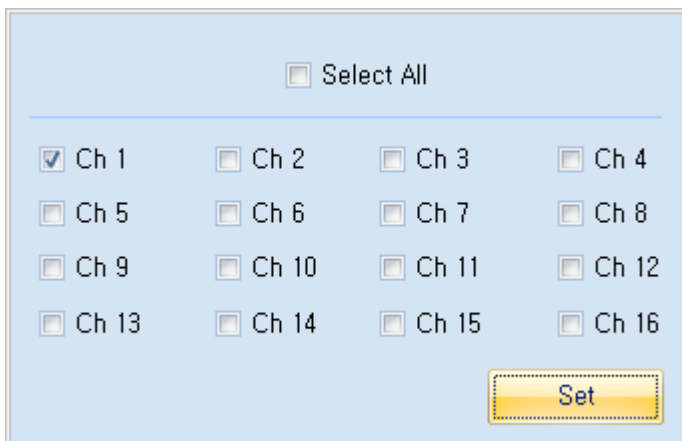 Select All
Ch 1 Ch 2 Ch 3 Ch 4
Ch 5 Ch 6 Ch 7 Ch 8
Ch 9 Ch 10 Ch 11 Ch 12
Ch 13 Ch 14 Ch 15 Ch 16
Set